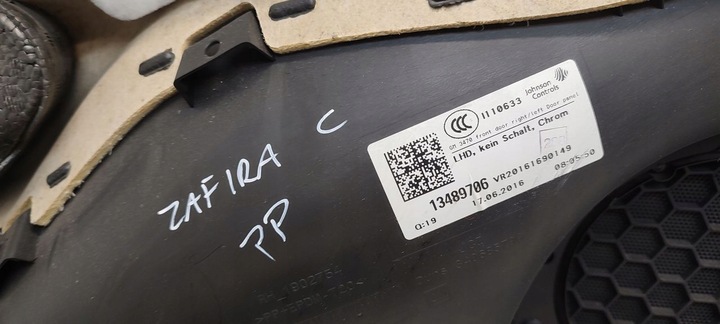 ZAFIRA C
PP
CCC
1110633
Johnson
Controls
GM 3470 front door right/left Door panel
LHD, kein Schalt, Chrom
13489706 VR20161690149
Q:19 17.06.2016 08:05:50